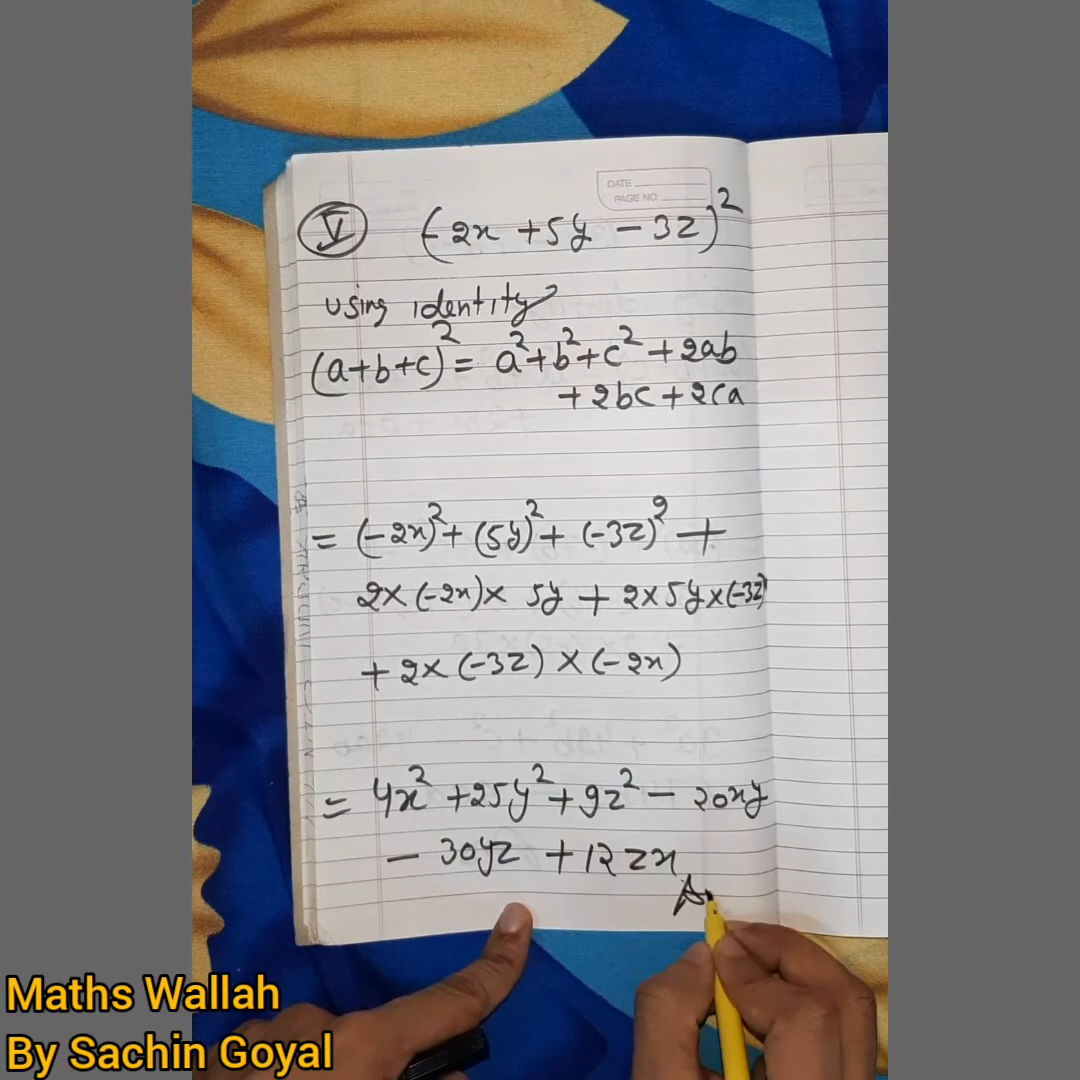 DATE
PAGE NO.
(V) (-2x + 5y - 3z)²
using identity
(a+b+c)² = a² + b² + c² + 2ab
+ 2bc + 2ca
= (-2x)² + (5y)² + (-3z)² +
2 × (-2x) × 5y + 2 × 5y × (-3z)
+ 2 × (-3z) × (-2x)
= 4x² + 25y² + 9z² - 20xy
- 30yz + 12zx
Maths Wallah
By Sachin Goyal